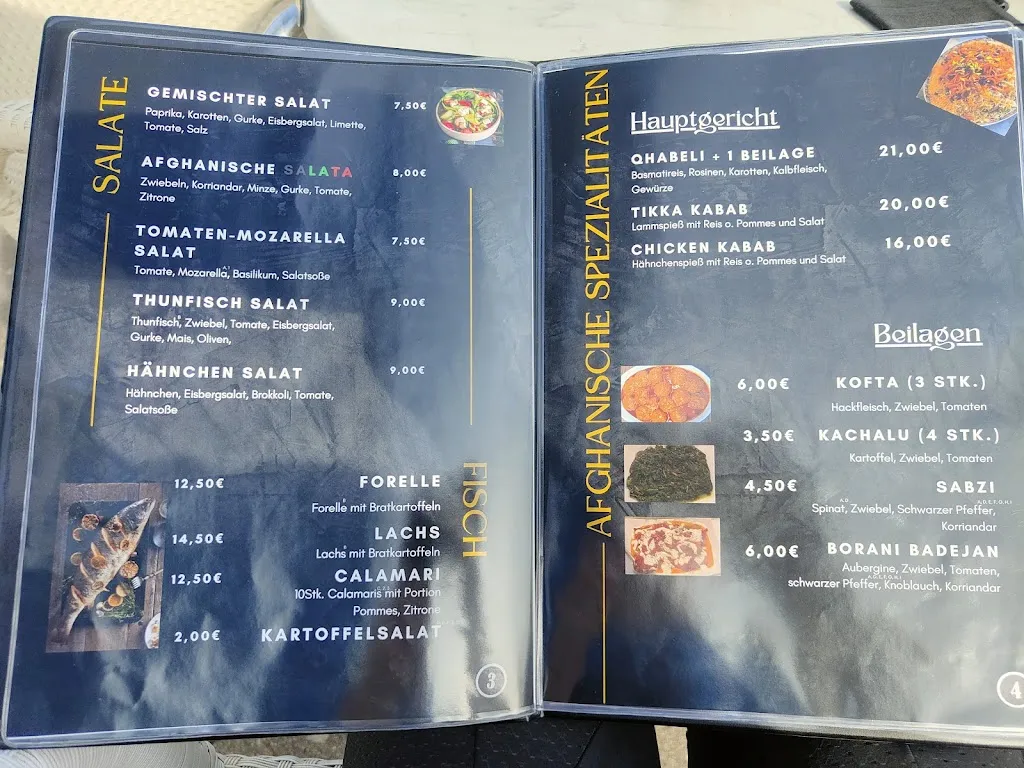 SALATE
GEMISCHTER SALAT 7,50€
Paprika, Karotten, Gurke, Eisbergsalat, Limette,
Tomate, Salz
AFGHANISCHE SALATA 8,00€
Zwiebeln, Korriandar, Minze, Gurke, Tomate,
Zitrone
TOMATEN-MOZARELLA 7,50€
SALAT
Tomate, Mozarella, Basilikum, Salatsoße
THUNFISCH SALAT 9,00€
Thunfisch, Zwiebel, Tomate, Eisbergsalat,
Gurke, Mais, Oliven,
HÄHNCHEN SALAT 9,00€
Hähnchen, Eisbergsalat, Brokkoli, Tomate,
Salatsoße
FISCH
12,50€ FORELLE
Forelle mit Bratkartoffeln
14,50€ LACHS
Lachs mit Bratkartoffeln
12,50€ CALAMARI
10Stk. Calamaris mit Portion
Pommes, Zitrone
2,00€ KARTOFFELSALAT
3
AFGHANISCHE SPEZIALITÄTEN
Hauptgericht
QHABELI + 1 BEILAGE 21,00€
Basmatireis, Rosinen, Karotten, Kalbfleisch,
Gewürze
TIKKA KABAB 20,00€
Lammspieß mit Reis o. Pommes und Salat
CHICKEN KABAB 16,00€
Hähnchenspieß mit Reis o. Pommes und Salat
Beilagen
6,00€ KOFTA (3 STK.)
Hackfleisch, Zwiebel, Tomaten
3,50€ KACHALU (4 STK.)
Kartoffel, Zwiebel, Tomaten
4,50€ SABZI
Spinat, Zwiebel, Schwarzer Pfeffer,
Korriandar
6,00€ BORANI BADEJAN
Aubergine, Zwiebel, Tomaten,
schwarzer Pfeffer, Knoblauch, Korriandar
4